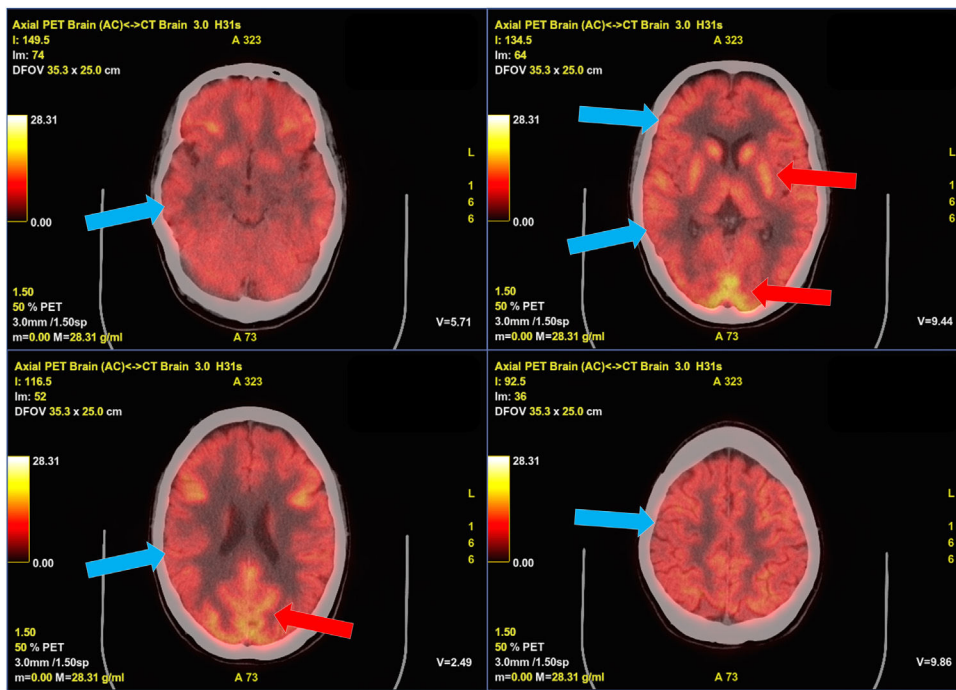 Axial PET Brain (AC)<->CT Brain 3.0 H31s
I: 149.5
A 323
Im: 74
DFOV 35.3 x 25.0 cm
28.31
L
1
6
6
0.00
1.50
50 % PET
3.0mm /1.50sp
V=5.71
m=0.00 M=28.31 g/ml
A 73
Axial PET Brain (AC)<->CT Brain 3.0 H31s
I: 134.5
A 323
Im: 64
DFOV 35.3 x 25.0 cm
28.31
L
1
6
6
0.00
1.50
50 % PET
3.0mm /1.50sp
V=9.44
m=0.00 M=28.31 g/ml
A 73
Axial PET Brain (AC)<->CT Brain 3.0 H31s
I: 116.5
A 323
Im: 52
DFOV 35.3 x 25.0 cm
28.31
L
1
6
6
0.00
1.50
50 % PET
3.0mm /1.50sp
V=2.49
m=0.00 M=28.31 g/ml
A 73
Axial PET Brain (AC)<->CT Brain 3.0 H31s
I: 92.5
A 323
Im: 36
DFOV 35.3 x 25.0 cm
28.31
L
1
6
6
0.00
1.50
50 % PET
3.0mm /1.50sp
V=9.86
m=0.00 M=28.31 g/ml
A 73